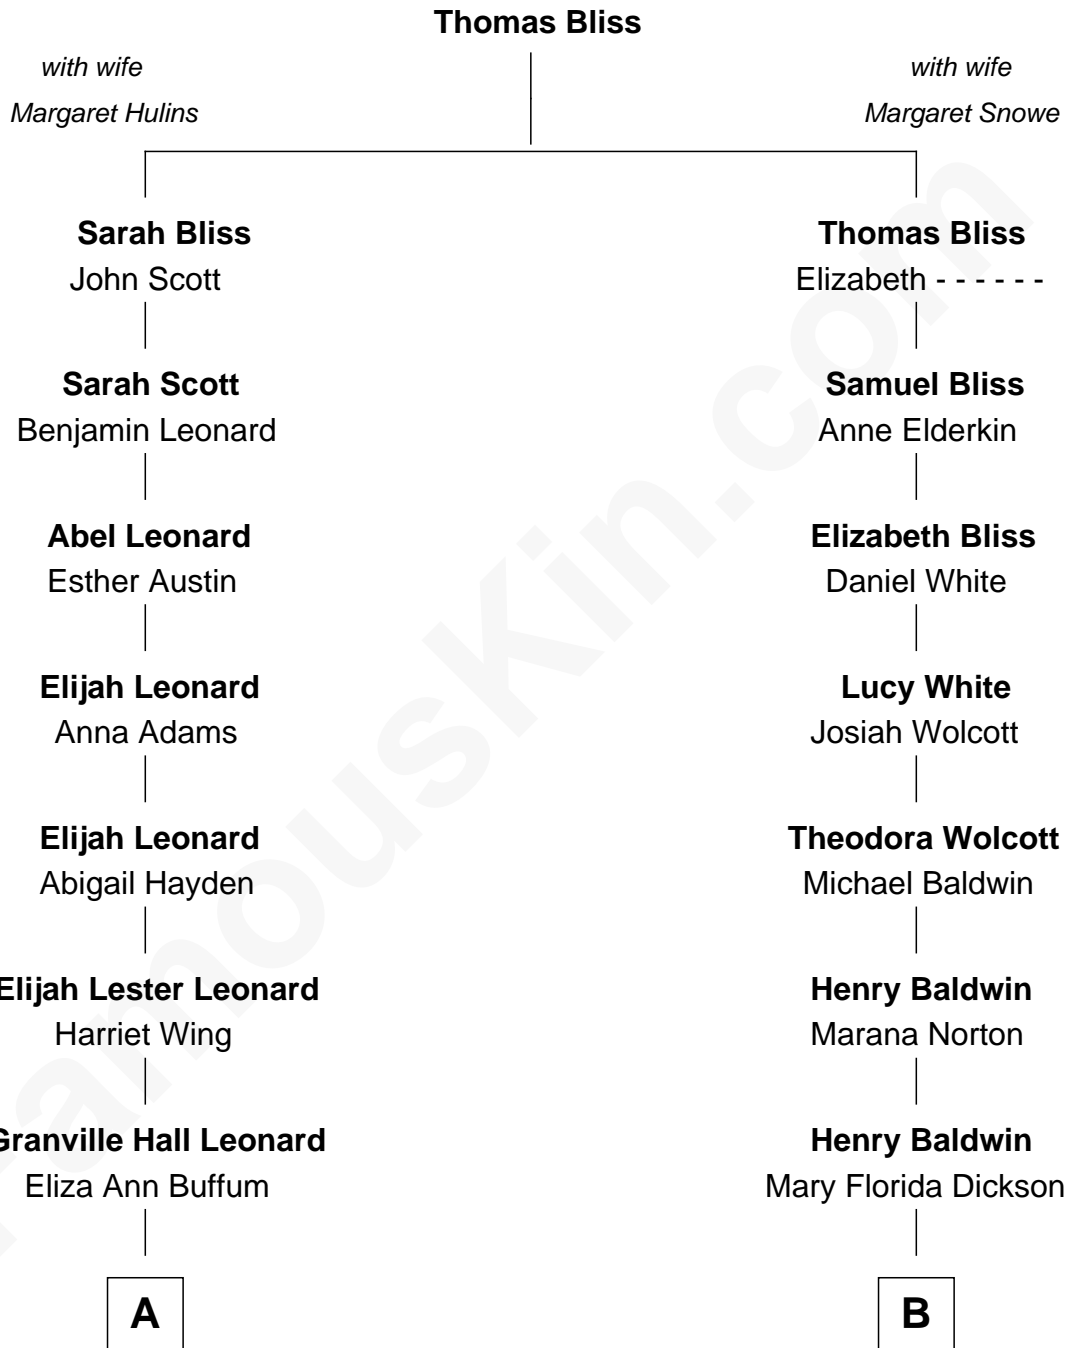 Thomas Bliss
with wife
Margaret Hulins
with wife
Margaret Snowe
Sarah Bliss
John Scott
Thomas Bliss
Elizabeth - - - - - -
Sarah Scott
Benjamin Leonard
Samuel Bliss
Anne Elderkin
Abel Leonard
Esther Austin
Elizabeth Bliss
Daniel White
Elijah Leonard
Anna Adams
Lucy White
Josiah Wolcott
Elijah Leonard
Abigail Hayden
Theodora Wolcott
Michael Baldwin
Elijah Lester Leonard
Harriet Wing
Henry Baldwin
Marana Norton
Granville Hall Leonard
Eliza Ann Buffum
Henry Baldwin
Mary Florida Dickson
A
B
FamousKin.com